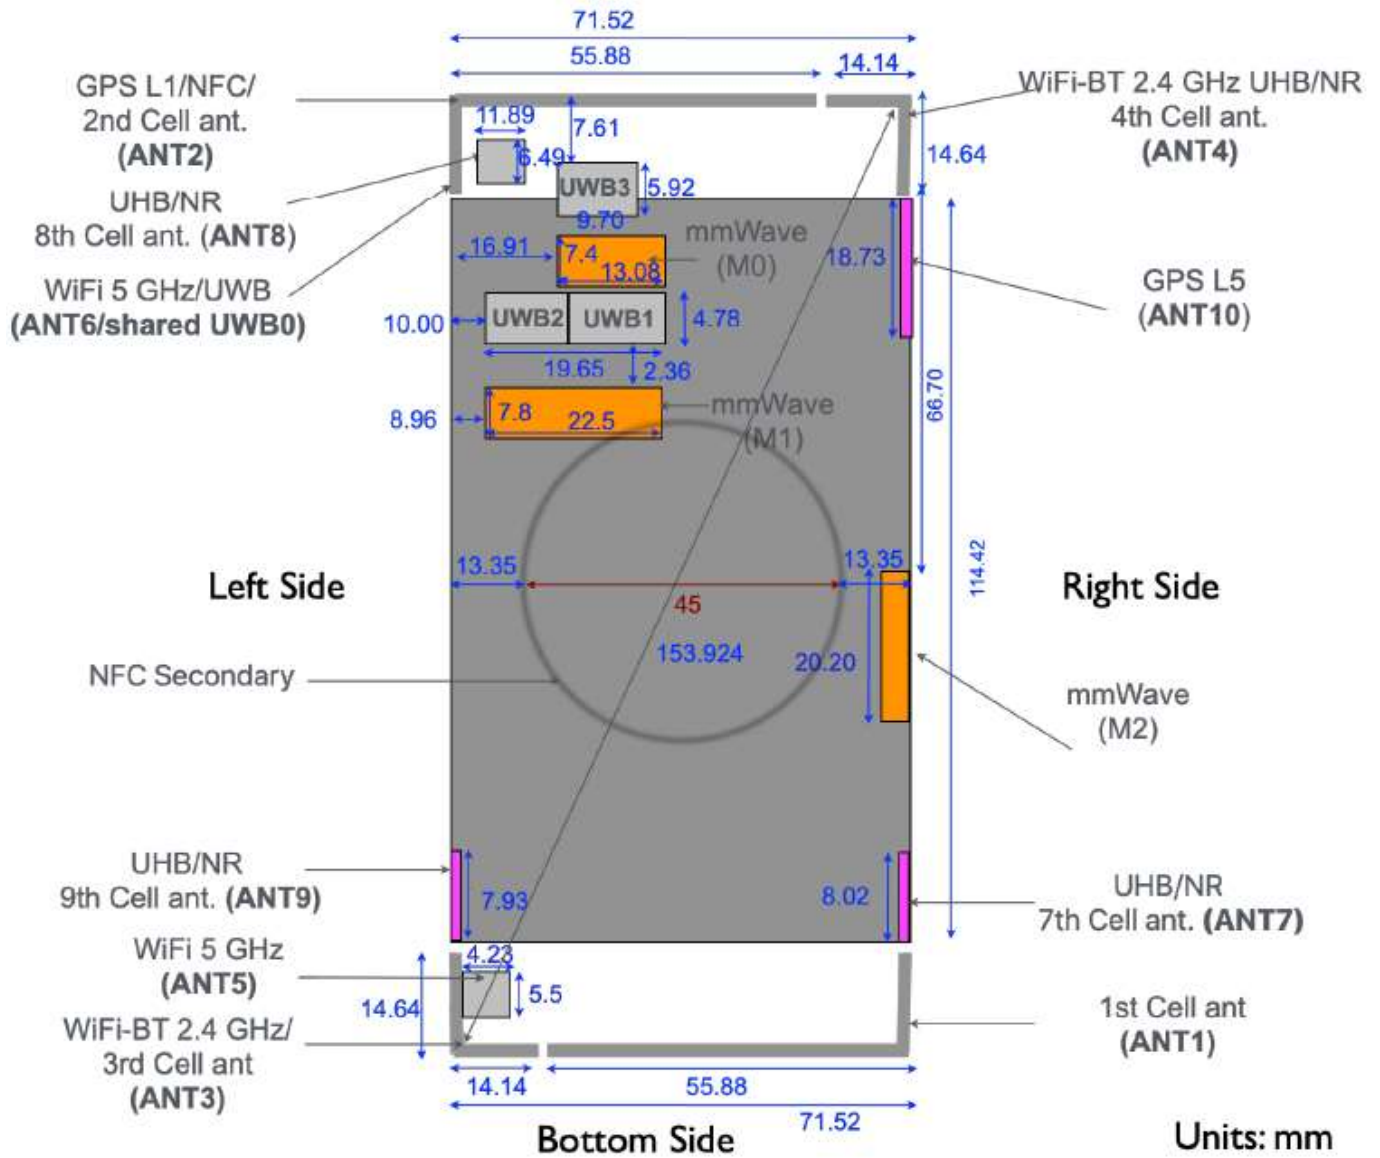 71.52
55.88
14.14
GPS L1/NFC/
2nd Cell ant.
(ANT2)
WiFi-BT 2.4 GHz UHB/NR
4th Cell ant.
(ANT4)
11.89
7.61
6.49
14.64
UWB3
5.92
UHB/NR
8th Cell ant. (ANT8)
9.70
16.91
7.4
13.08
mmWave
(M0)
18.73
GPS L5
(ANT10)
WiFi 5 GHz/UWB
(ANT6/shared UWB0)
10.00
UWB2
UWB1
4.78
19.65
2.36
66.70
8.96
7.8
22.5
mmWave
(M1)
13.35
13.35
114.42
Left Side
45
Right Side
153.924
20.20
NFC Secondary
mmWave
(M2)
UHB/NR
9th Cell ant. (ANT9)
7.93
8.02
UHB/NR
7th Cell ant. (ANT7)
WiFi 5 GHz
(ANT5)
4.23
5.5
14.64
WiFi-BT 2.4 GHz/
3rd Cell ant
(ANT3)
1st Cell ant
(ANT1)
14.14
55.88
71.52
Bottom Side
Units: mm